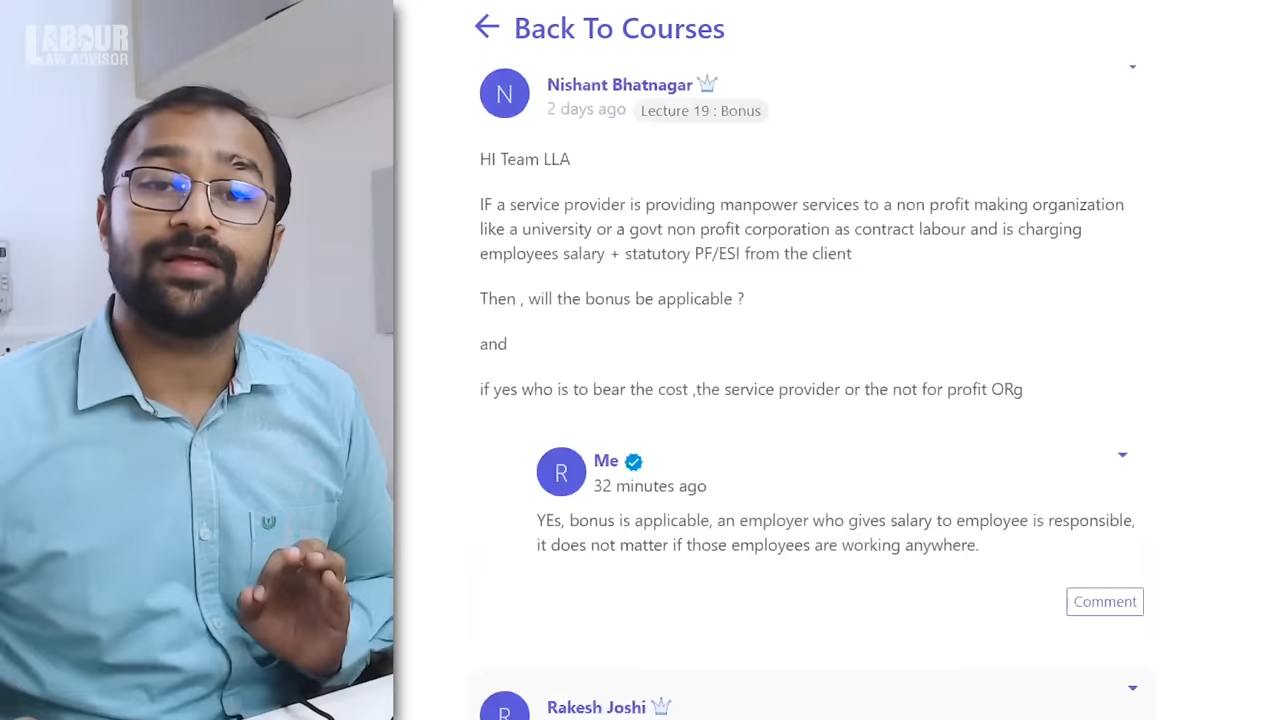 LABOUR
LAW ADVISOR
Back To Courses
N
Nishant Bhatnagar
2 days ago
Lecture 19 : Bonus
HI Team LLA
IF a service provider is providing manpower services to a non profit making organization
like a university or a govt non profit corporation as contract labour and is charging
employees salary + statutory PF/ESI from the client
Then , will the bonus be applicable ?
and
if yes who is to bear the cost ,the service provider or the not for profit ORg
R
Me
32 minutes ago
YEs, bonus is applicable, an employer who gives salary to employee is responsible,
it does not matter if those employees are working anywhere.
Comment
R
Rakesh Joshi